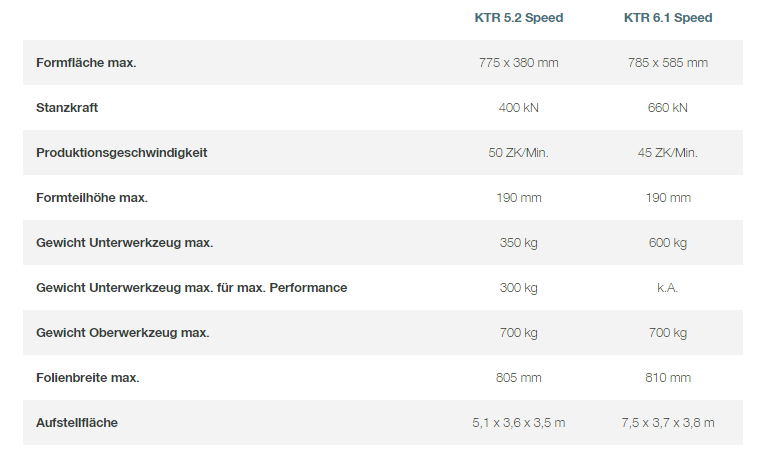 KTR 5.2 Speed KTR 6.1 Speed
Formfläche max. 775 x 380 mm 785 x 585 mm
Stanzkraft 400 kN 660 kN
Produktionsgeschwindigkeit 50 ZK/Min. 45 ZK/Min.
Formteilhöhe max. 190 mm 190 mm
Gewicht Unterwerkzeug max. 350 kg 600 kg
Gewicht Unterwerkzeug max. für max. Performance 300 kg k.A.
Gewicht Oberwerkzeug max. 700 kg 700 kg
Folienbreite max. 805 mm 810 mm
Aufstellfläche 5,1 x 3,6 x 3,5 m 7,5 x 3,7 x 3,8 m